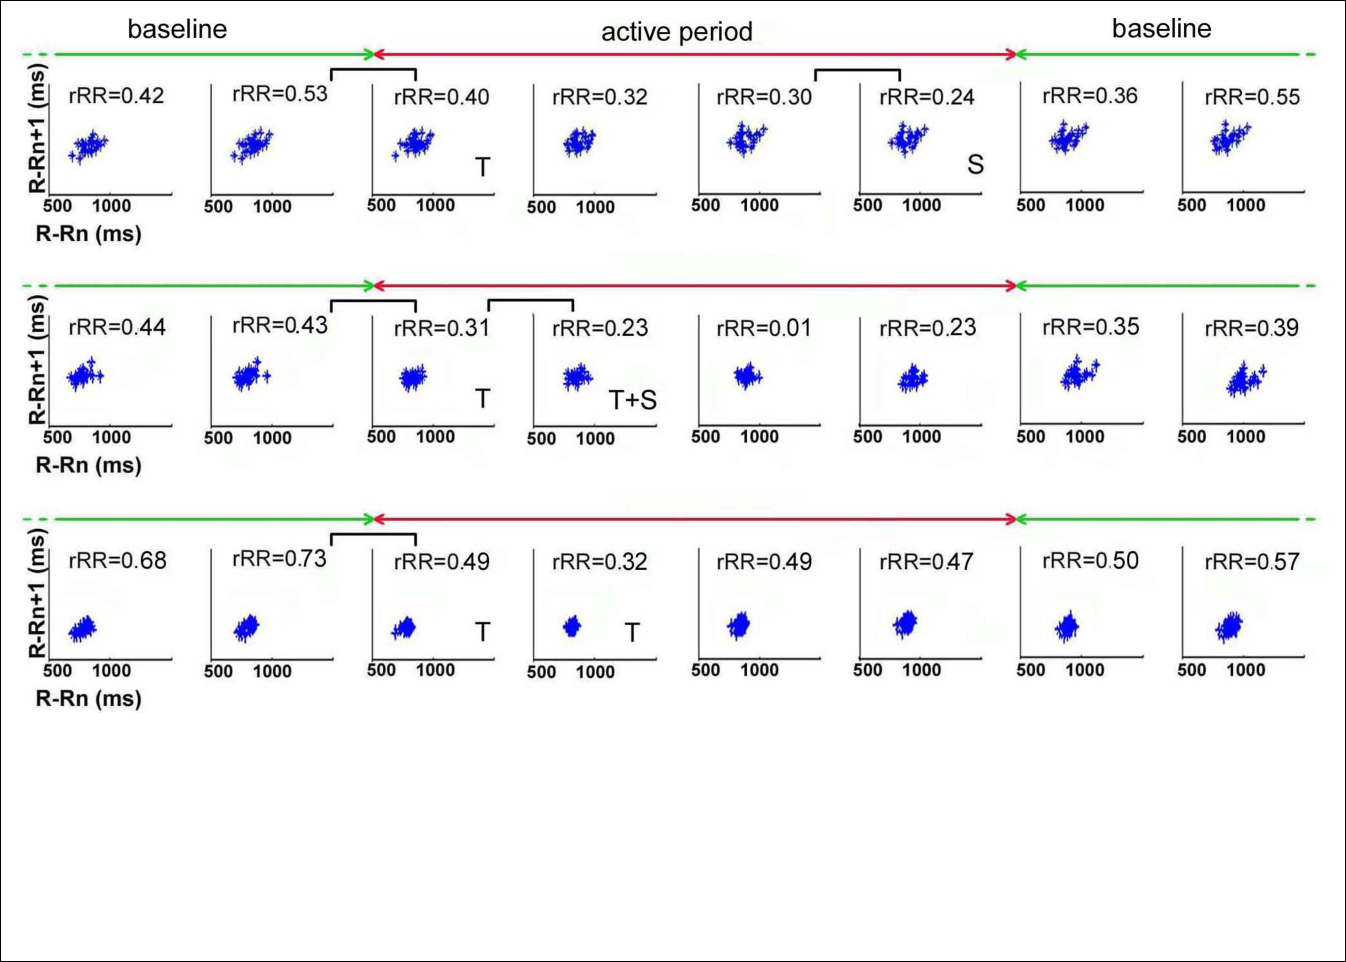 baseline active period baseline
R-Rn+1 (ms)
rRR=0.42 rRR=0.53 rRR=0.40 rRR=0.32 rRR=0.30 rRR=0.24 rRR=0.36 rRR=0.55
T S
500 1000 500 1000 500 1000 500 1000 500 1000 500 1000 500 1000 500 1000
R-Rn (ms)
R-Rn+1 (ms)
rRR=0.44 rRR=0.43 rRR=0.31 rRR=0.23 rRR=0.01 rRR=0.23 rRR=0.35 rRR=0.39
T T+S
500 1000 500 1000 500 1000 500 1000 500 1000 500 1000 500 1000 500 1000
R-Rn (ms)
R-Rn+1 (ms)
rRR=0.68 rRR=0.73 rRR=0.49 rRR=0.32 rRR=0.49 rRR=0.47 rRR=0.50 rRR=0.57
T T
500 1000 500 1000 500 1000 500 1000 500 1000 500 1000 500 1000 500 1000
R-Rn (ms)